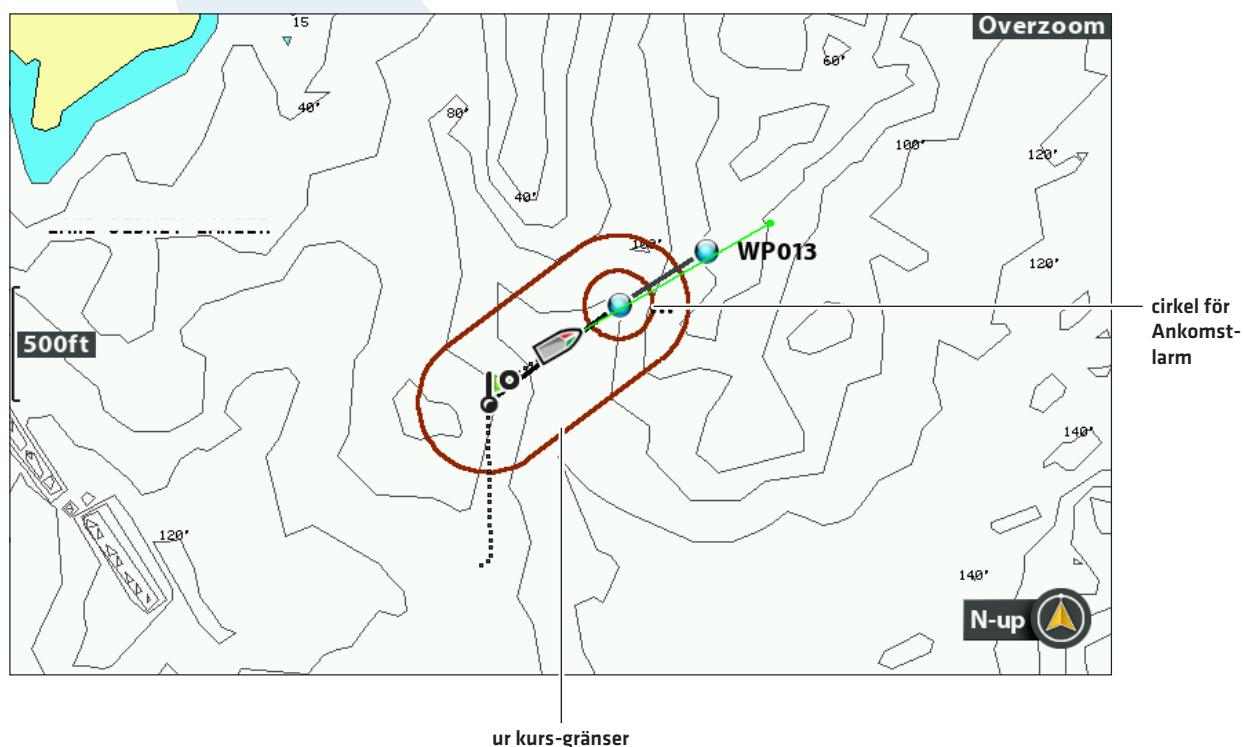 15
Overzoom
60'
40'
80'
100'
120'
40'
100'
WP013
120'
cirkel för
Ankomst-
larm
500ft
140'
120'
140'
N-up
ur kurs-gränser